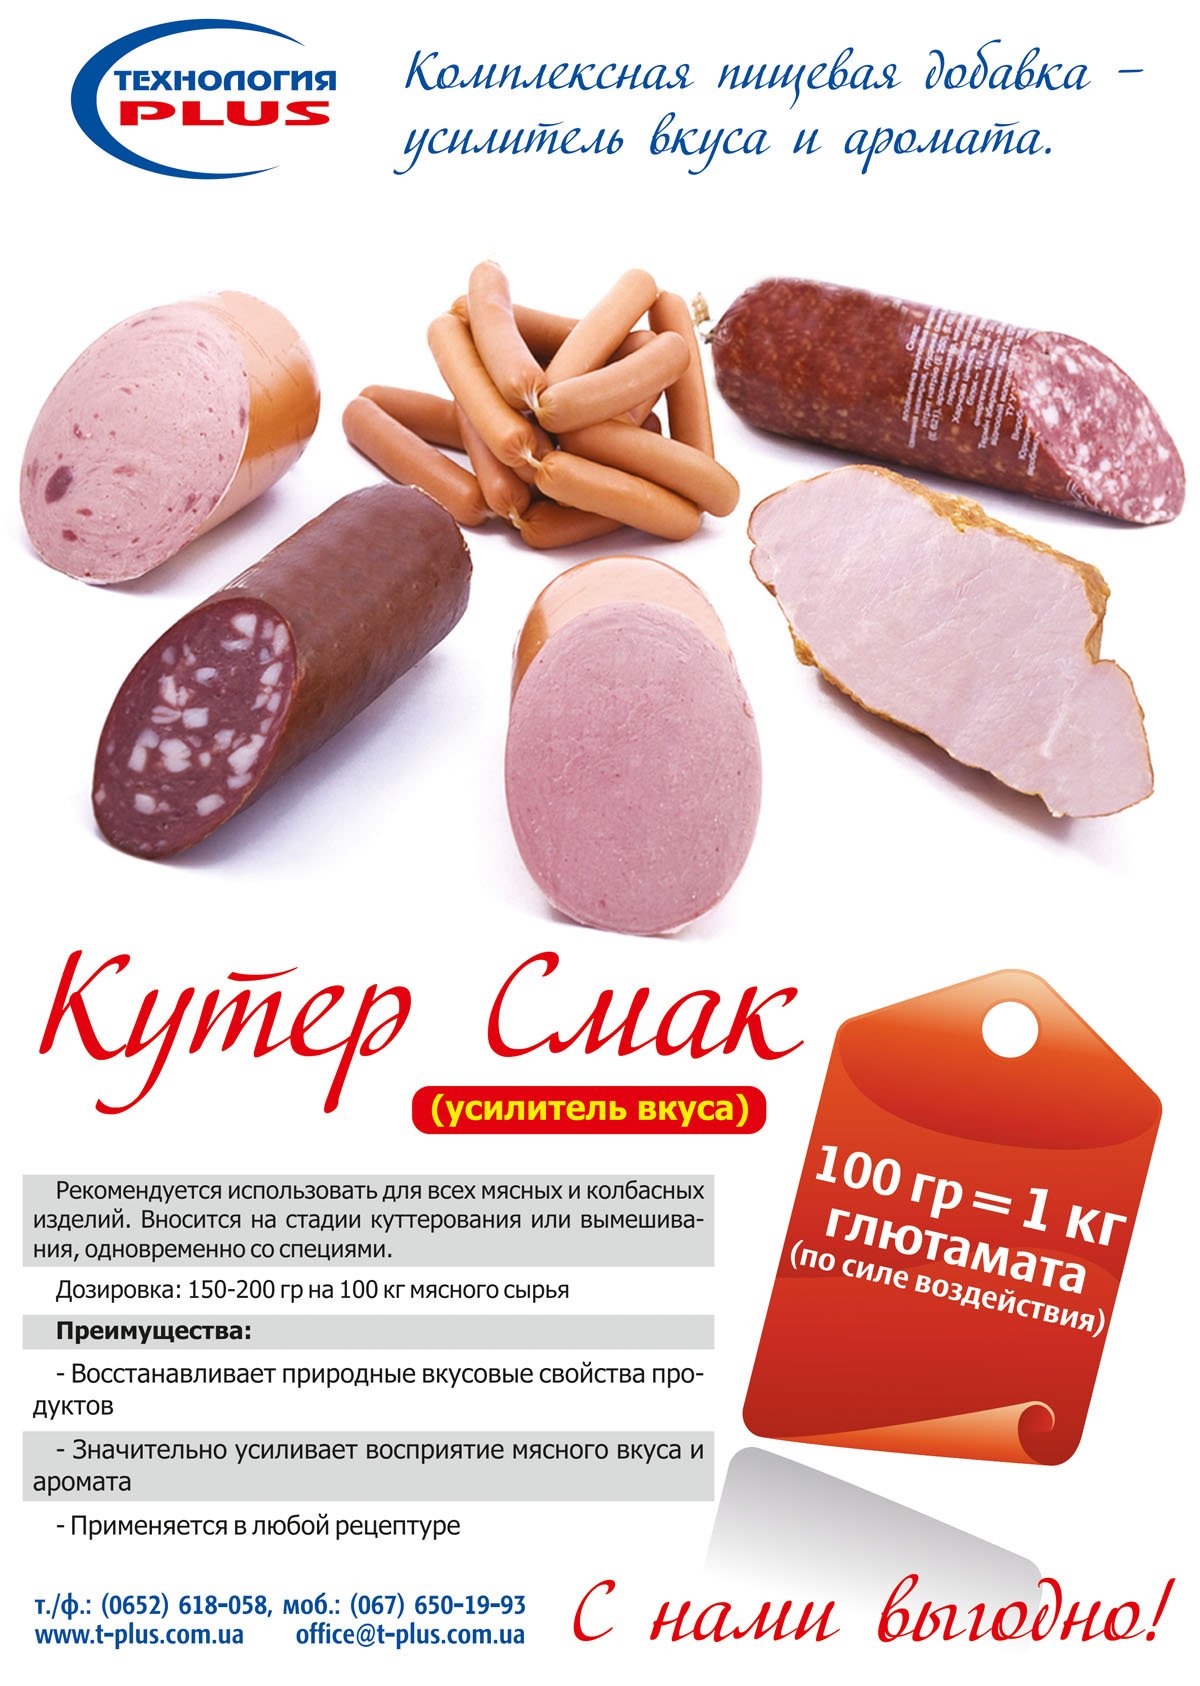 ТЕХНОЛОГИЯ
PLUS
Комплексная пищевая добавка –
усилитель вкуса и аромата.
Кутер Смак
(усилитель вкуса)
100 гр = 1 кг
глютамата
(по силе воздействия)
Рекомендуется использовать для всех мясных и колбасных
изделий. Вносится на стадии куттерования или вымешива-
ния, одновременно со специями.
Дозировка: 150-200 гр на 100 кг мясного сырья
Преимущества:
- Восстанавливает природные вкусовые свойства про-
дуктов
- Значительно усиливает восприятие мясного вкуса и
аромата
- Применяется в любой рецептуре
т./ф.: (0652) 618-058, моб.: (067) 650-19-93
www.t-plus.com.ua office@t-plus.com.ua
С нами выгодно!